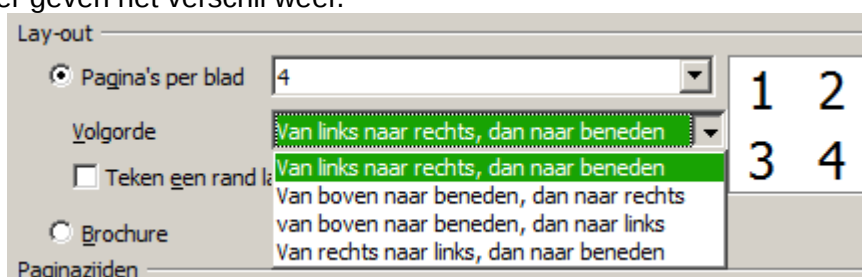 er geven het verschil weer.
Lay-out
Pagina's per blad 4
1 2
Volgorde Van links naar rechts, dan naar beneden
3 4
Teken een rand
Van links naar rechts, dan naar beneden
Van boven naar beneden, dan naar rechts
van boven naar beneden, dan naar links
Van rechts naar links, dan naar beneden
Brochure
Paginazijden